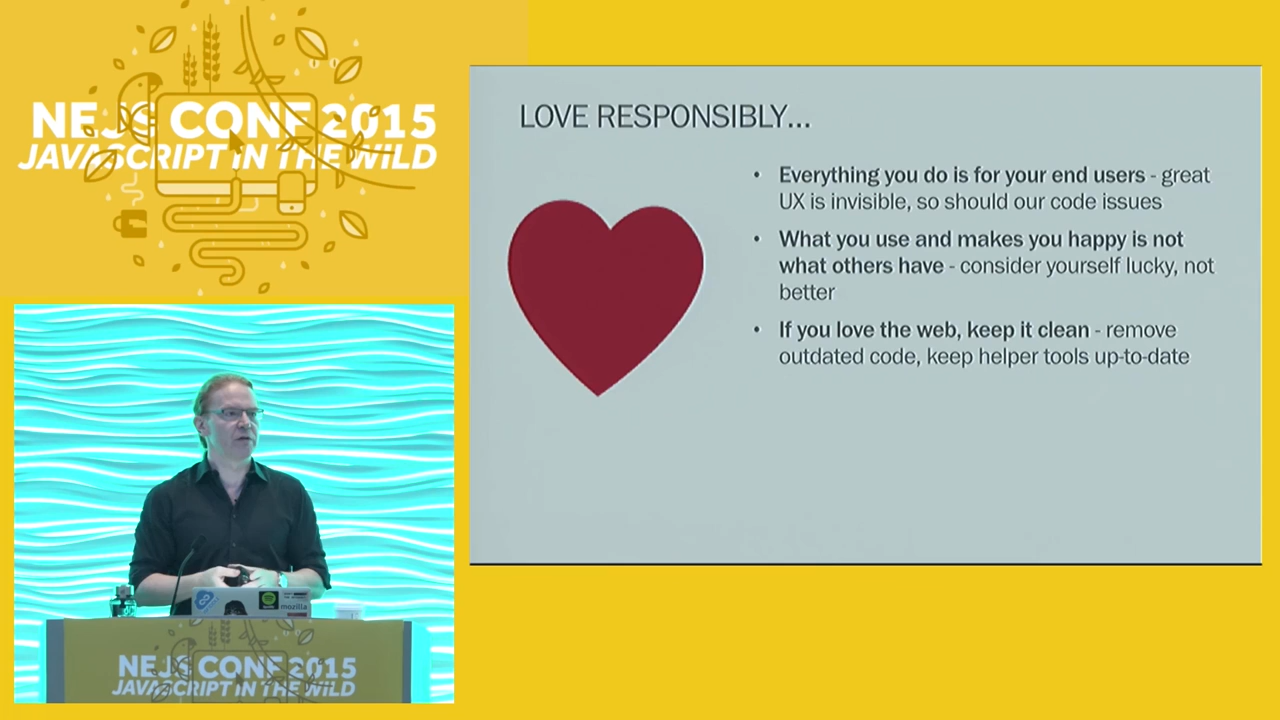 NEJS CONF 2015
JAVASCRIPT IN THE WILD
LOVE RESPONSIBLY...
• Everything you do is for your end users - great
UX is invisible, so should our code issues
• What you use and makes you happy is not
what others have - consider yourself lucky, not
better
• If you love the web, keep it clean - remove
outdated code, keep helper tools up-to-date
mozilla
NEJS CONF 2015
JAVASCRIPT IN THE WILD